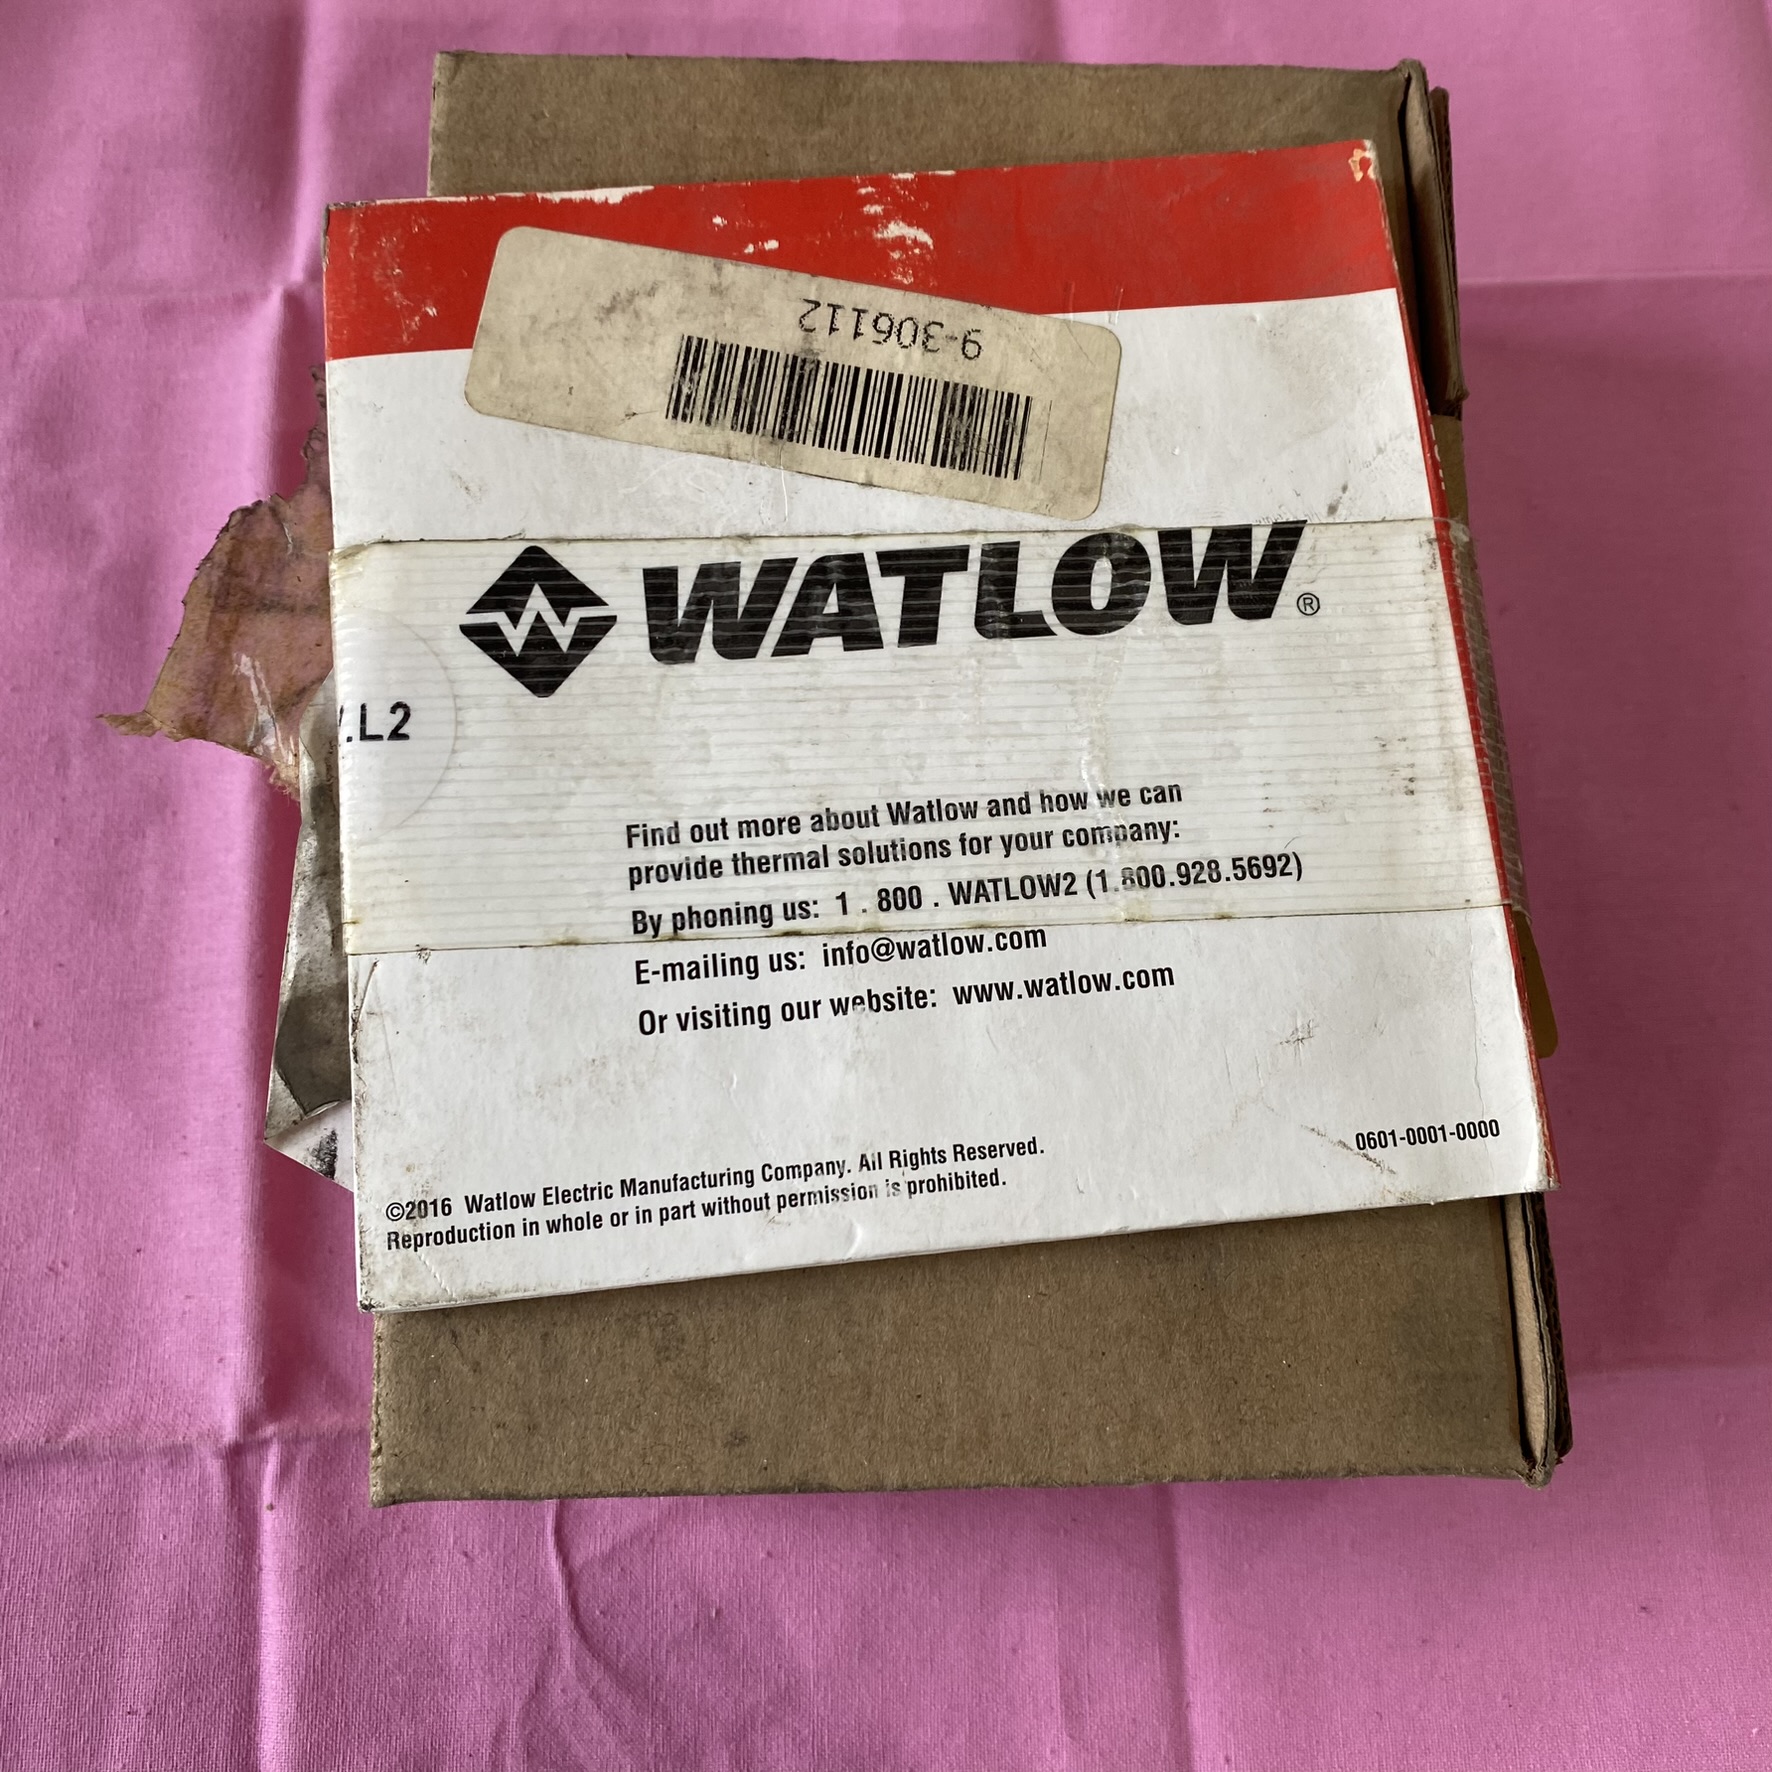 9-306112
WATLOW®
.L2
Find out more about Watlow and how we can
provide thermal solutions for your company:
By phoning us: 1 . 800 . WATLOW2 (1.800.928.5692)
E-mailing us: info@watlow.com
Or visiting our website: www.watlow.com
0601-0001-0000
©2016 Watlow Electric Manufacturing Company. All Rights Reserved.
Reproduction in whole or in part without permission is prohibited.